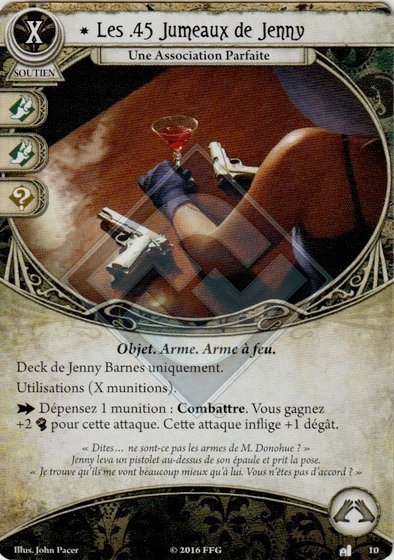 X
* Les .45 Jumeaux de Jenny
SOUTIEN
Une Association Parfaite
?
Objet. Arme. Arme à feu.
Deck de Jenny Barnes uniquement.
Utilisations (X munitions).
Dépensez 1 munition : Combattre. Vous gagnez
+2 pour cette attaque. Cette attaque inflige +1 dégât.
« Dites… ne sont-ce pas les armes de M. Donohue ? »
Jenny leva un pistolet au-dessus de son épaule et prit la pose.
« Je trouve qu'ils me vont beaucoup mieux qu'à lui. Vous n'êtes pas d'accord ? »
Illus. John Pacer
© 2016 FFG
10